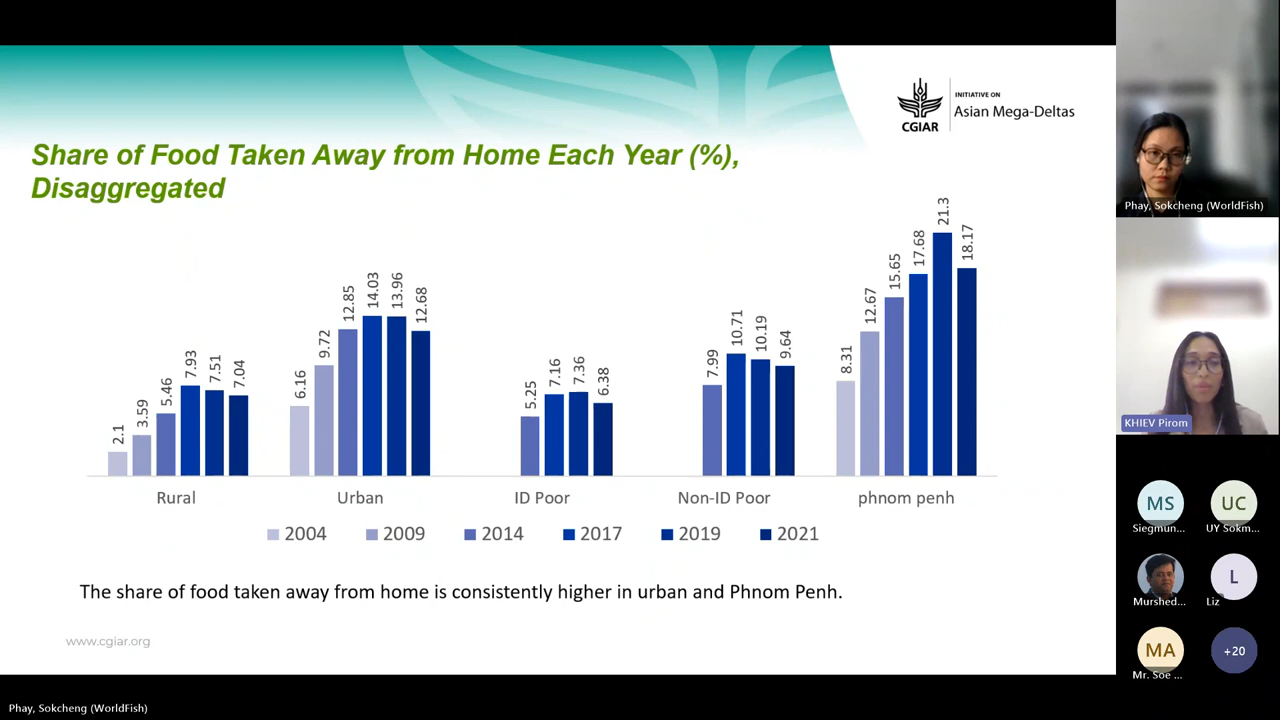 INITIATIVE ON
Asian Mega-Deltas
CGIAR
Share of Food Taken Away from Home Each Year (%),
Disaggregated
2.1 3.59 5.46 7.93 7.51 7.04
6.16 9.72 12.85 14.03 13.96 12.68
5.25 7.16 7.36 6.38
7.99 10.71 10.19 9.64
8.31 12.67 15.65 17.68 21.3 18.17
Rural Urban ID Poor Non-ID Poor phnom penh
2004 2009 2014 2017 2019 2021
The share of food taken away from home is consistently higher in urban and Phnom Penh.
www.cgiar.org
Phay, Sokcheng (WorldFish)
KHIEV Pirom
MS UC
Siegmun... UY Sokm...
L
Murshed... Liz
MA +20
Mr. Soe ...
Phay, Sokcheng (WorldFish)